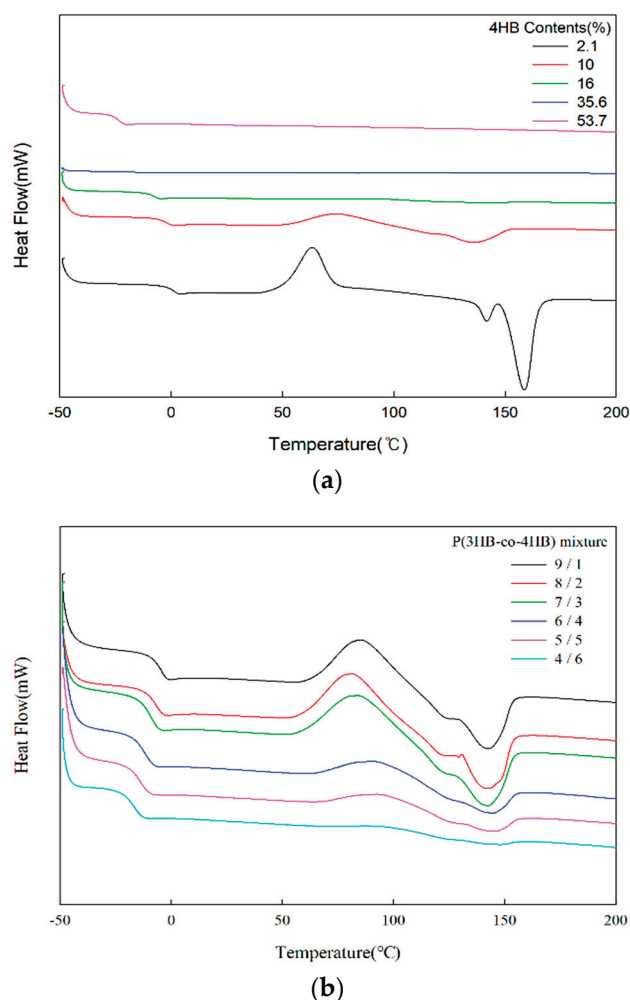 4HB Contents(%)
2.1
10
16
35.6
53.7
Heat Flow(mW)
-50 0 50 100 150 200
Temperature(℃)
(a)
P(3HB-co-4HB) mixture
9 / 1
8 / 2
7 / 3
6 / 4
5 / 5
4 / 6
Heat Flow(mW)
-50 0 50 100 150 200
Temperature(℃)
(b)